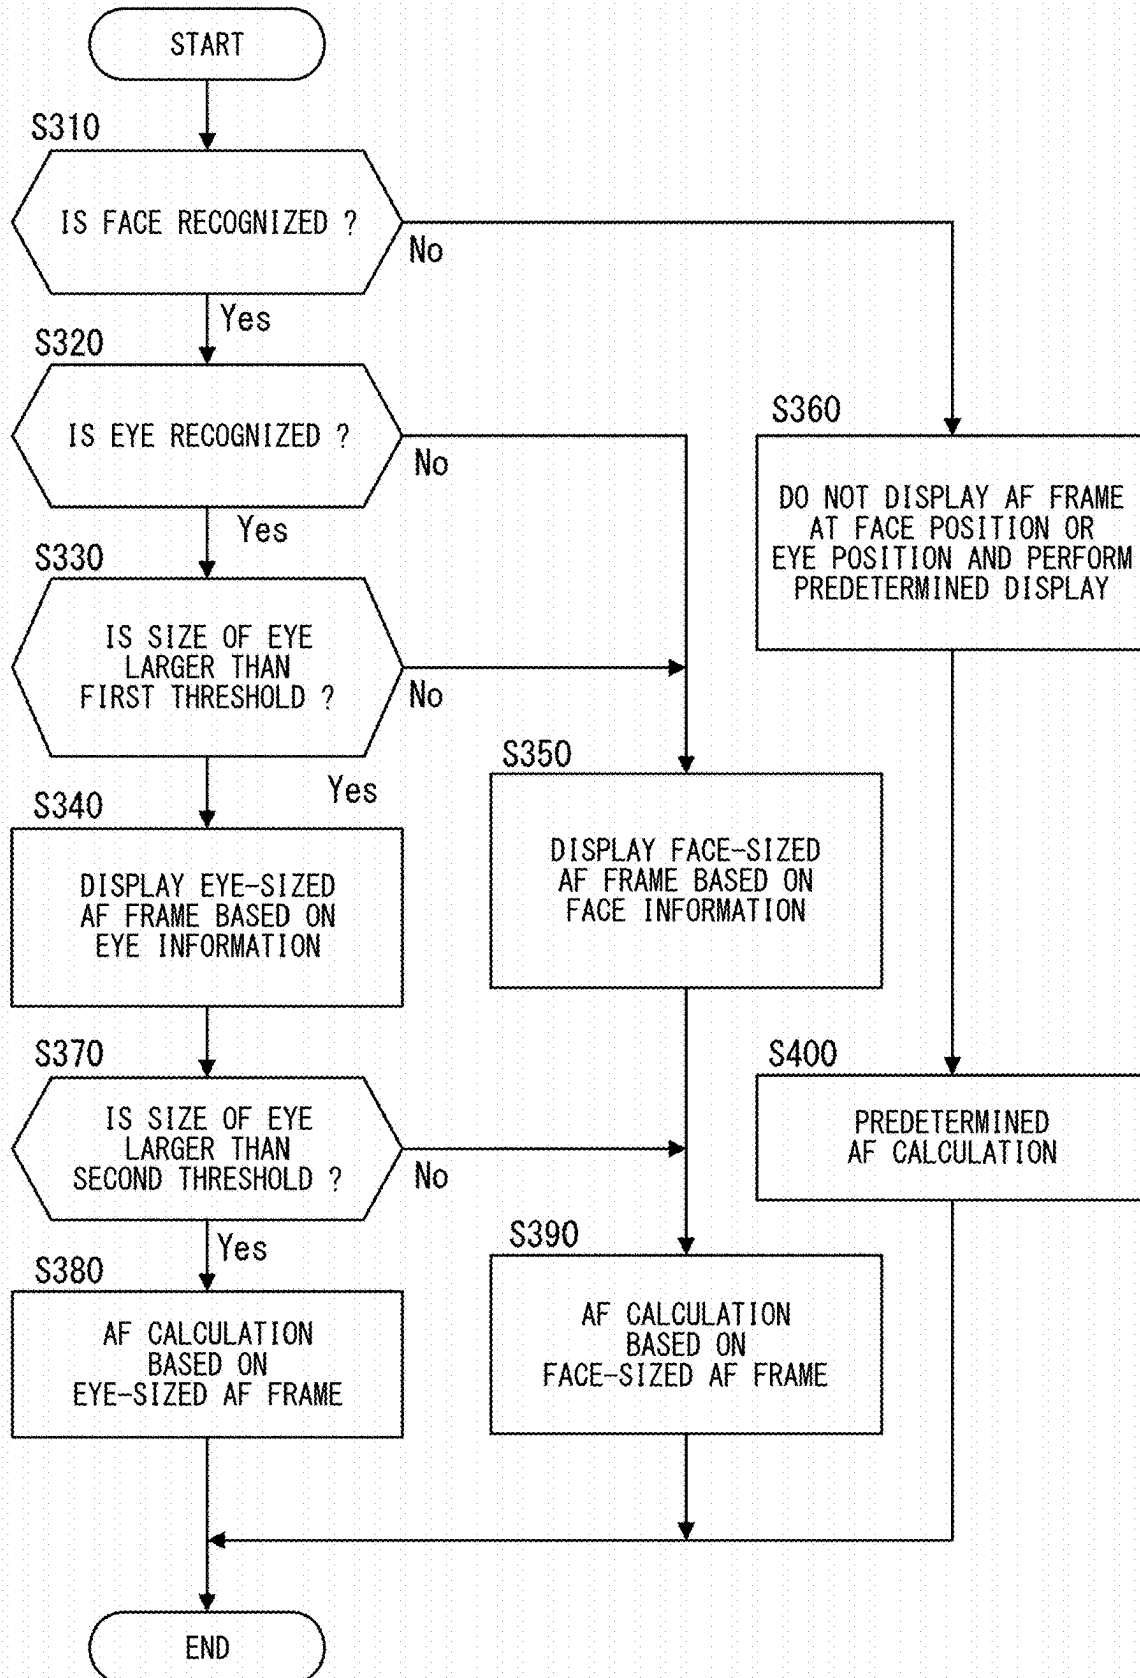 START
S310
IS FACE RECOGNIZED ?
No
Yes
S320
IS EYE RECOGNIZED ?
No
Yes
S360
DO NOT DISPLAY AF FRAME
AT FACE POSITION OR
EYE POSITION AND PERFORM
PREDETERMINED DISPLAY
S330
IS SIZE OF EYE
LARGER THAN
FIRST THRESHOLD ?
No
Yes
S350
DISPLAY FACE-SIZED
AF FRAME BASED ON
FACE INFORMATION
S340
DISPLAY EYE-SIZED
AF FRAME BASED ON
EYE INFORMATION
S370
IS SIZE OF EYE
LARGER THAN
SECOND THRESHOLD ?
No
Yes
S400
PREDETERMINED
AF CALCULATION
S380
AF CALCULATION
BASED ON
EYE-SIZED AF FRAME
S390
AF CALCULATION
BASED ON
FACE-SIZED AF FRAME
END